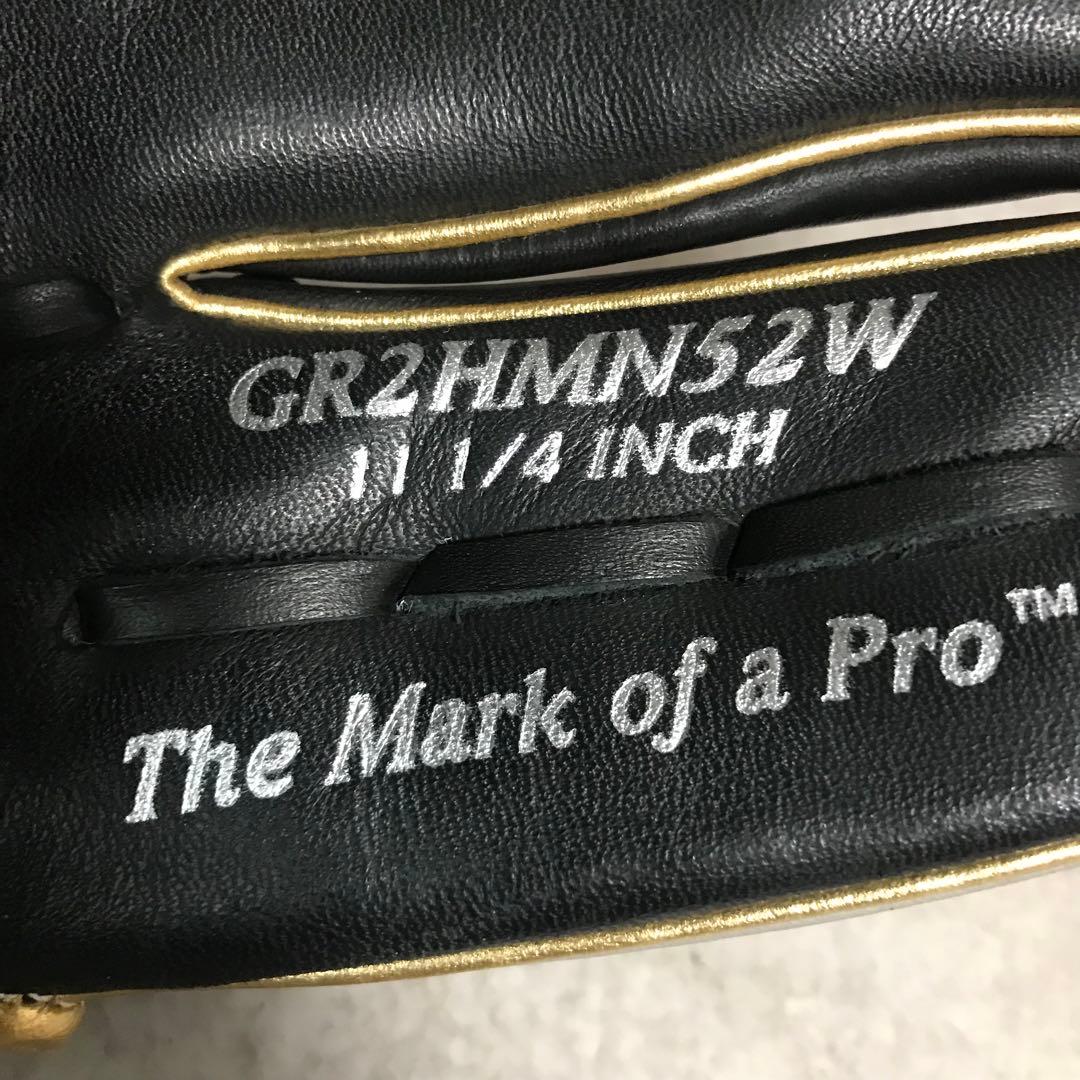 GR2HMN52W
11 1/4 INCH
The Mark of a Pro™